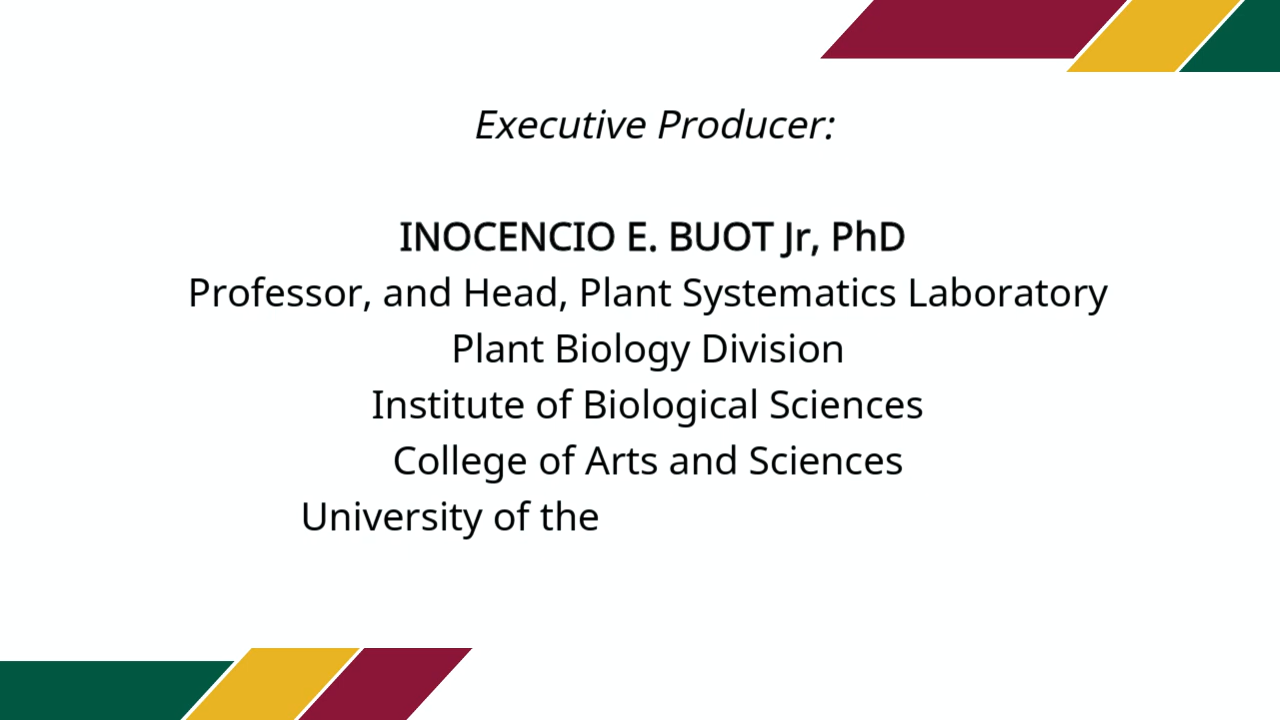 Executive Producer:
INOCENCIO E. BUOT Jr, PhD
Professor, and Head, Plant Systematics Laboratory
Plant Biology Division
Institute of Biological Sciences
College of Arts and Sciences
University of the